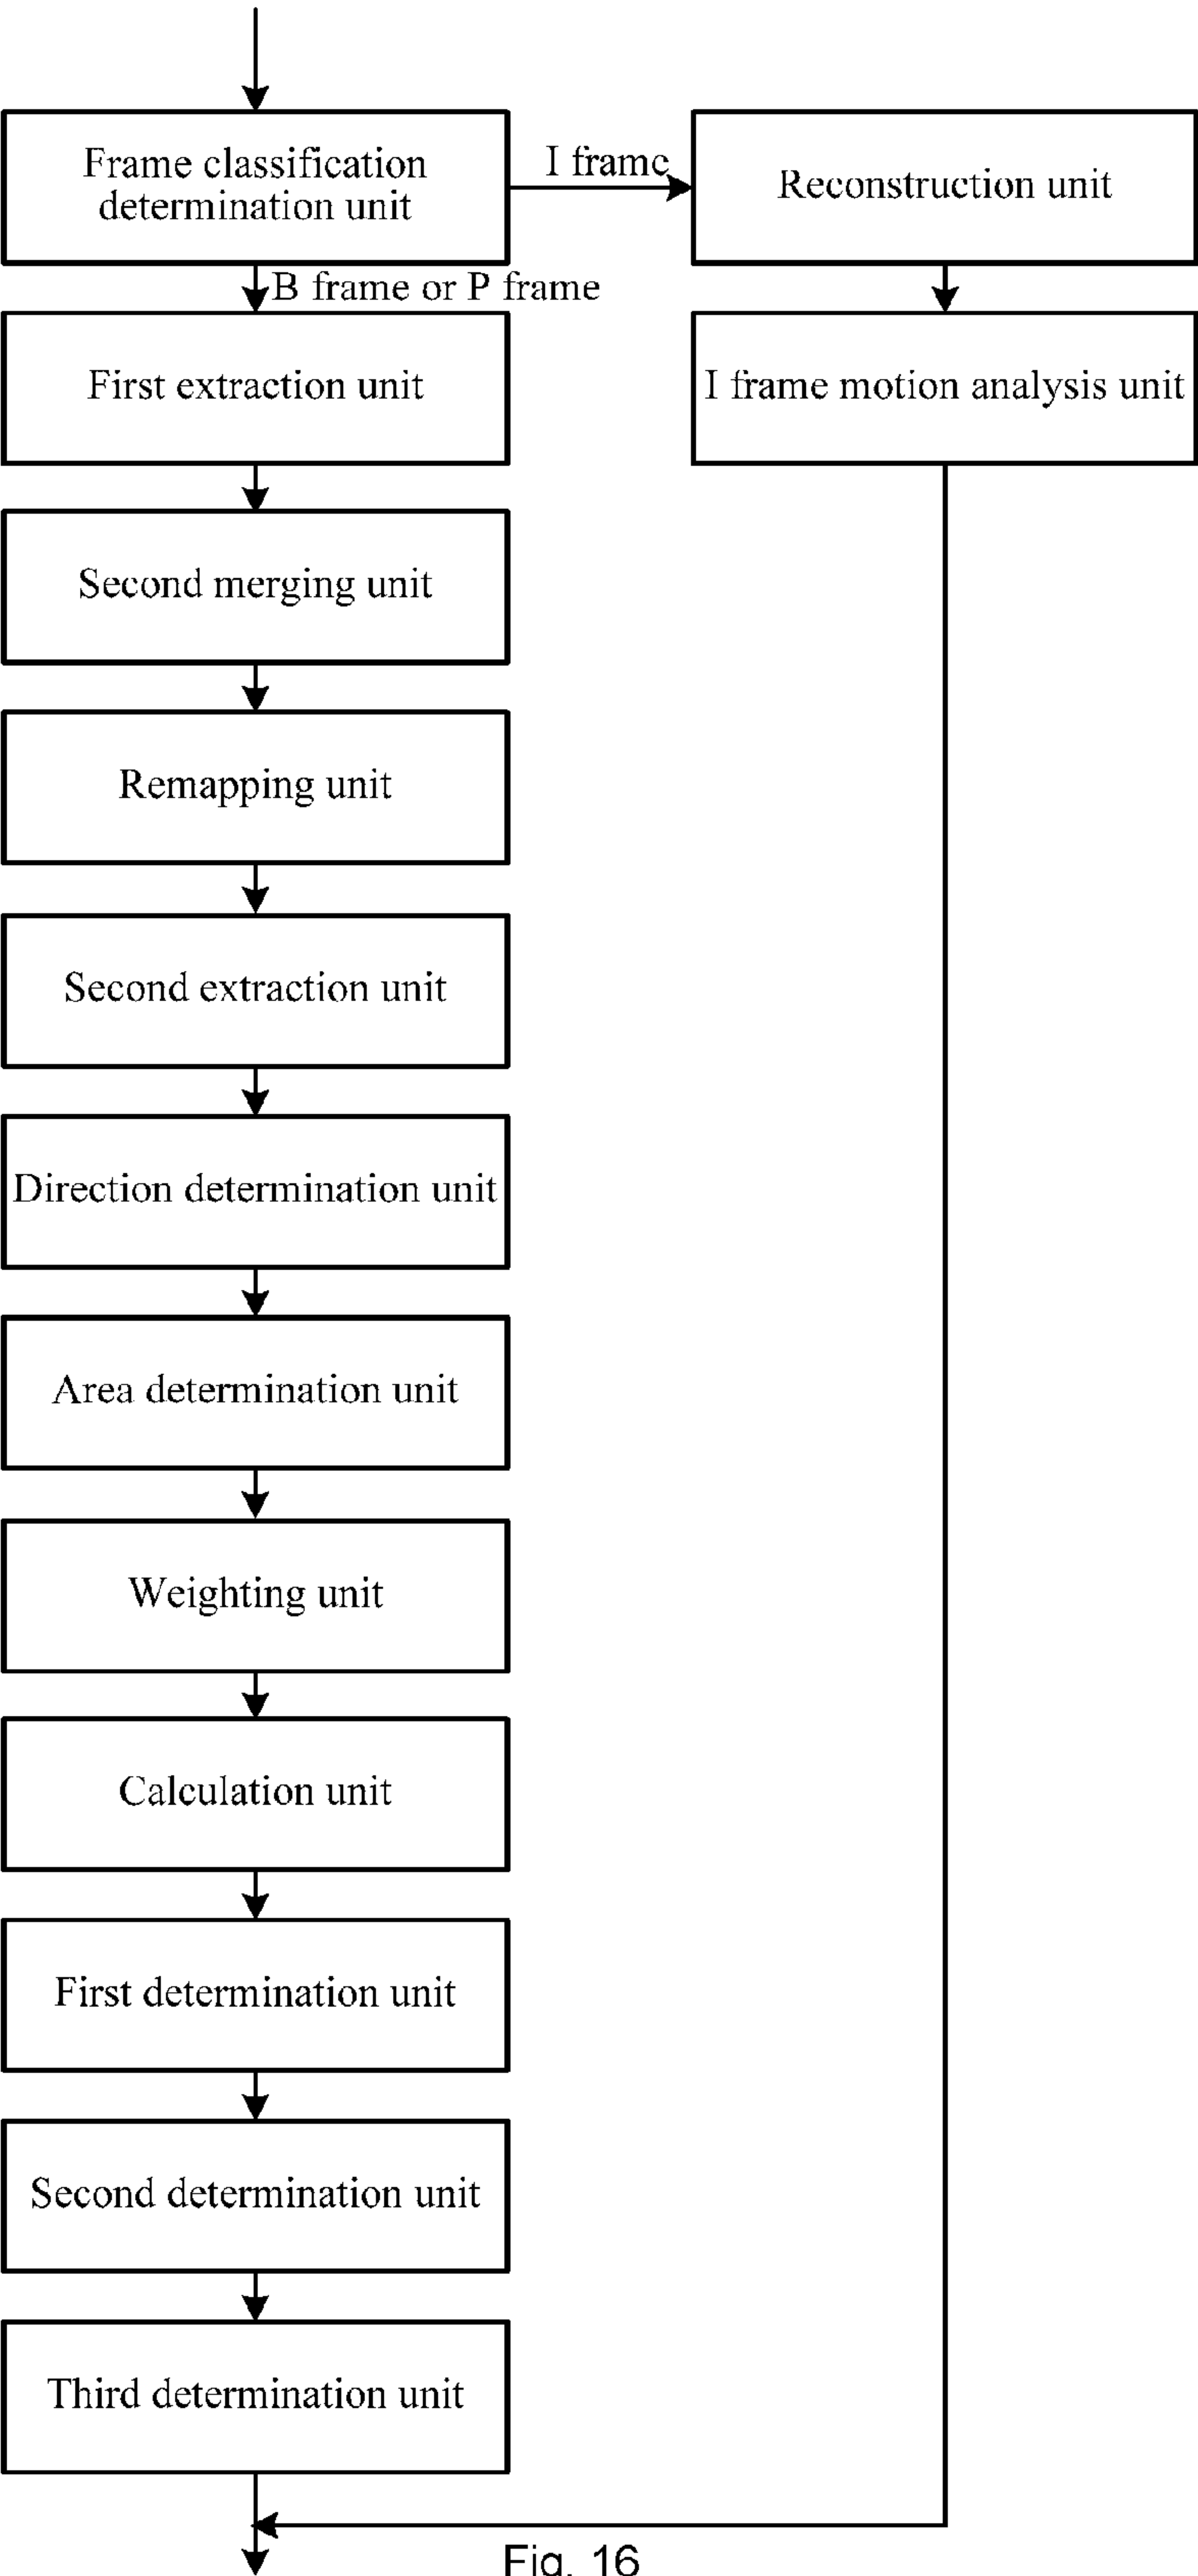 Frame classification
determination unit
I frame
Reconstruction unit
B frame or P frame
First extraction unit
I frame motion analysis unit
Second merging unit
Remapping unit
Second extraction unit
Direction determination unit
Area determination unit
Weighting unit
Calculation unit
First determination unit
Second determination unit
Third determination unit
Fig. 16